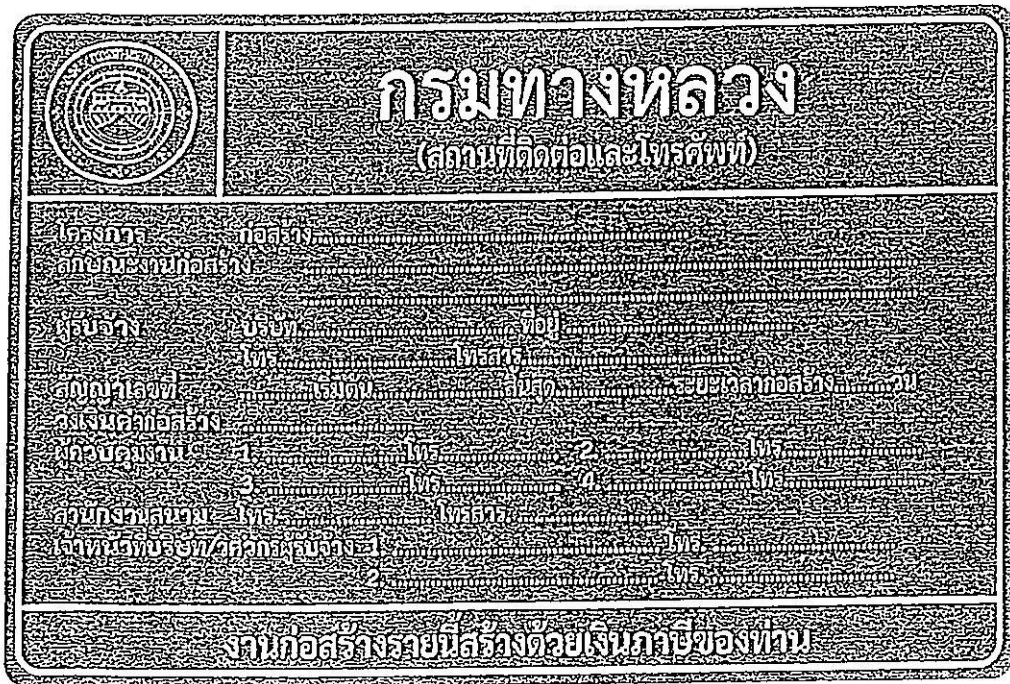 กรมทางหลวง
(สถานที่ติดต่อและโทรศัพท์)
โครงการ ก่อสร้าง
ลักษณะงานก่อสร้าง
ผู้รับจ้าง บริษัท ที่อยู่
โทร. โทรสาร
สัญญาเลขที่ เริ่มต้น สิ้นสุด ระยะเวลาก่อสร้าง วัน
วงเงินค่าก่อสร้าง
ผู้ควบคุมงาน 1. โทร. 2. โทร.
3. โทร. 4. โทร.
สำนักงานสนาม โทร. โทรสาร
เจ้าหน้าที่บริษัท/วิศวกรผู้รับจ้าง 1. โทร.
2. โทร.
งานก่อสร้างรายนี้สร้างด้วยเงินภาษีของท่าน